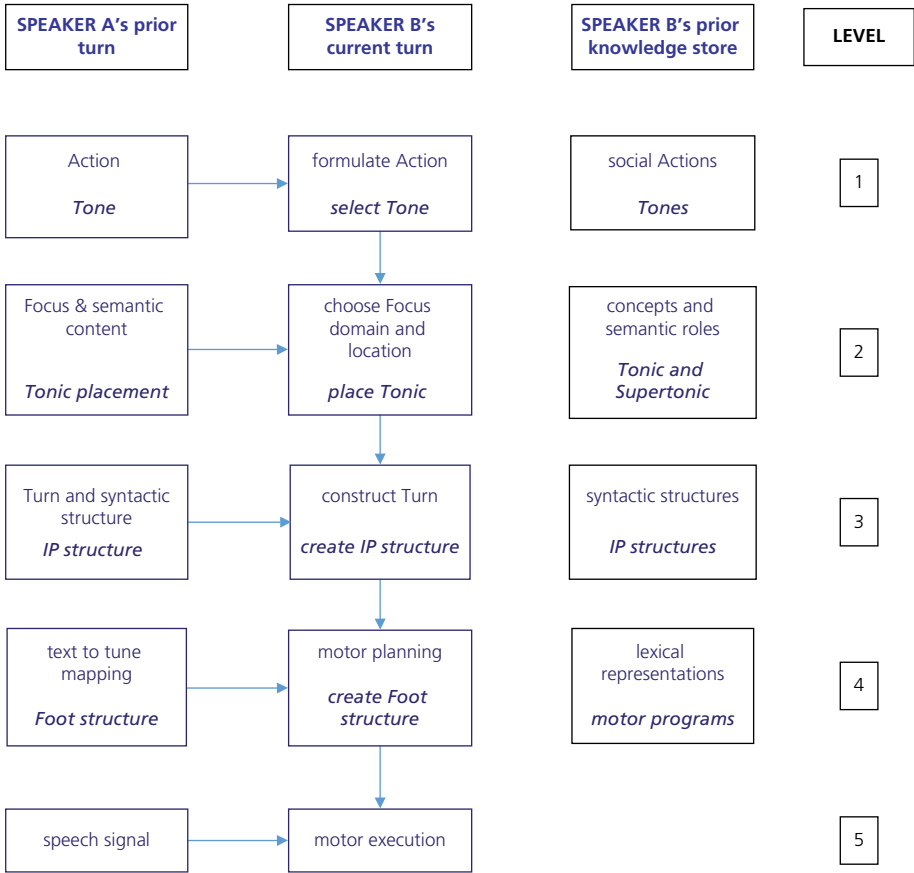 SPEAKER A's prior
turn
SPEAKER B's
current turn
SPEAKER B's prior
knowledge store
LEVEL
Action
Tone
formulate Action
select Tone
social Actions
Tones
1
Focus & semantic
content
Tonic placement
choose Focus
domain and
location
place Tonic
concepts and
semantic roles
Tonic and
Supertonic
2
Turn and syntactic
structure
IP structure
construct Turn
create IP structure
syntactic structures
IP structures
3
text to tune
mapping
Foot structure
motor planning
create Foot
structure
lexical
representations
motor programs
4
speech signal
motor execution
5